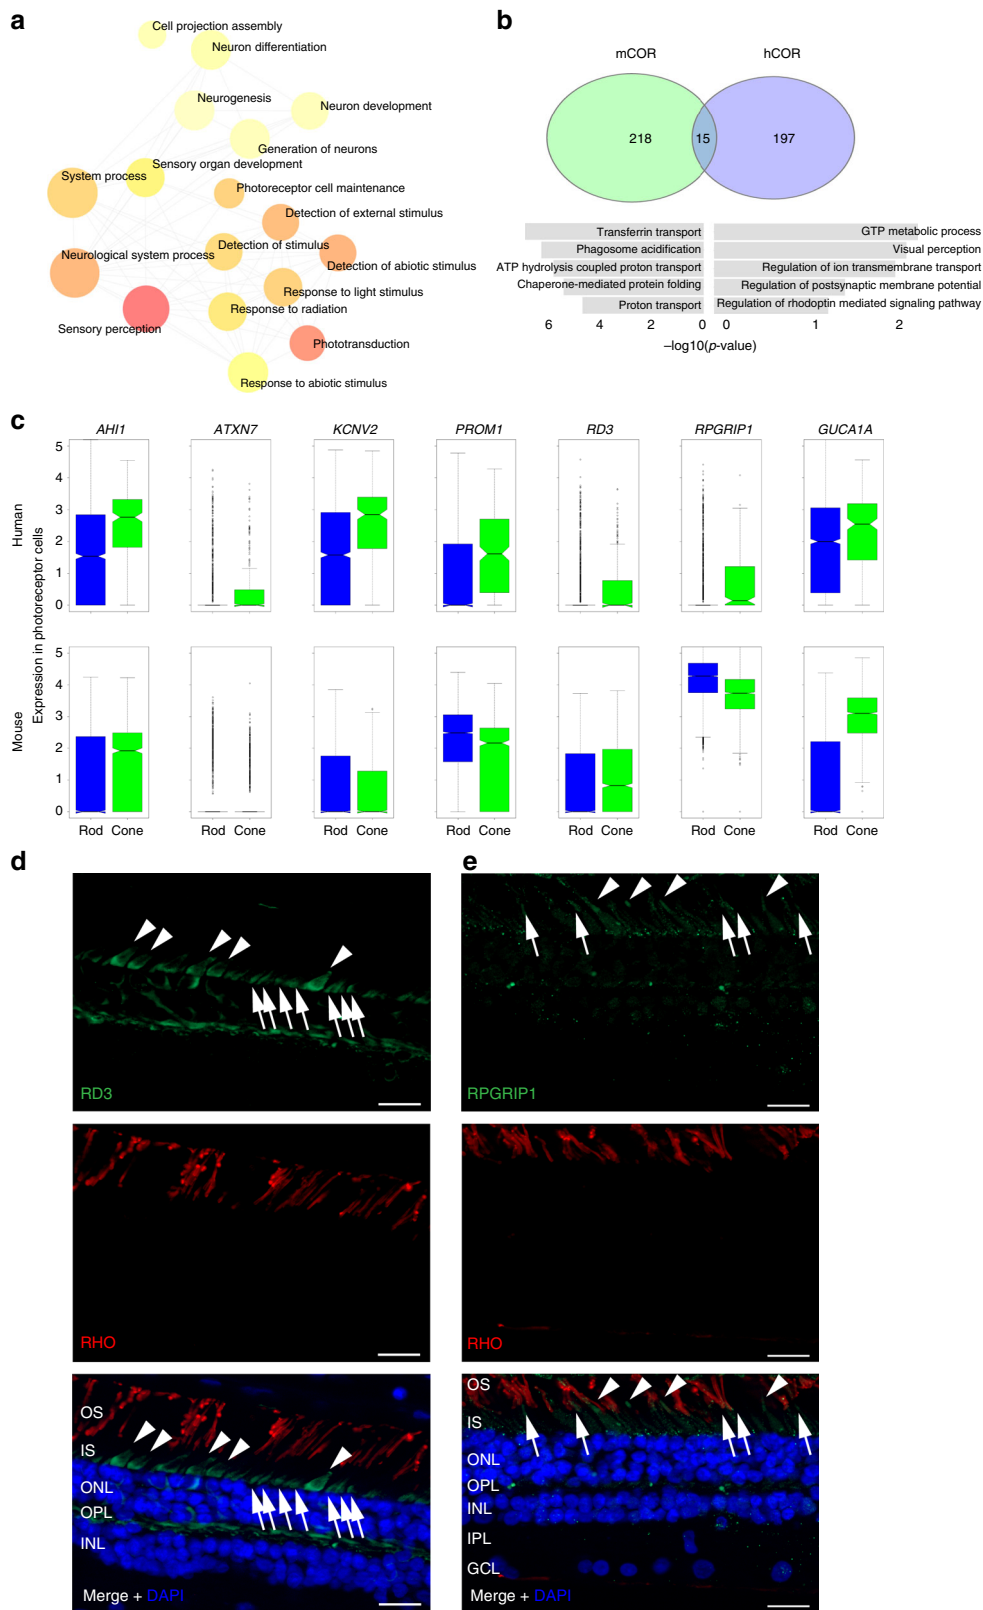 a
Cell projection assembly
Neuron differentiation
Neurogenesis
Neuron development
Generation of neurons
Sensory organ development
System process
Photoreceptor cell maintenance
Detection of external stimulus
Neurological system process
Detection of stimulus
Detection of abiotic stimulus
Response to light stimulus
Response to radiation
Sensory perception
Phototransduction
Response to abiotic stimulus
b
mCOR hCOR
218 15 197
Transferrin transport
Phagosome acidification
ATP hydrolysis coupled proton transport
Chaperone-mediated protein folding
Proton transport
GTP metabolic process
Visual perception
Regulation of ion transmembrane transport
Regulation of postsynaptic membrane potential
Regulation of rhodoptin mediated signaling pathway
6 4 2 0 0 1 2
–log10(p-value)
c
AHI1 ATXN7 KCNV2 PROM1 RD3 RPGRIP1 GUCA1A
Expression in photoreceptor cells
Human
5
4
3
2
1
0
Mouse
5
4
3
2
1
0
Rod Cone Rod Cone Rod Cone Rod Cone Rod Cone Rod Cone Rod Cone
d
RD3
RHO
OS
IS
ONL
OPL
INL
Merge + DAPI
e
RPGRIP1
RHO
OS
IS
ONL
OPL
INL
IPL
GCL
Merge + DAPI